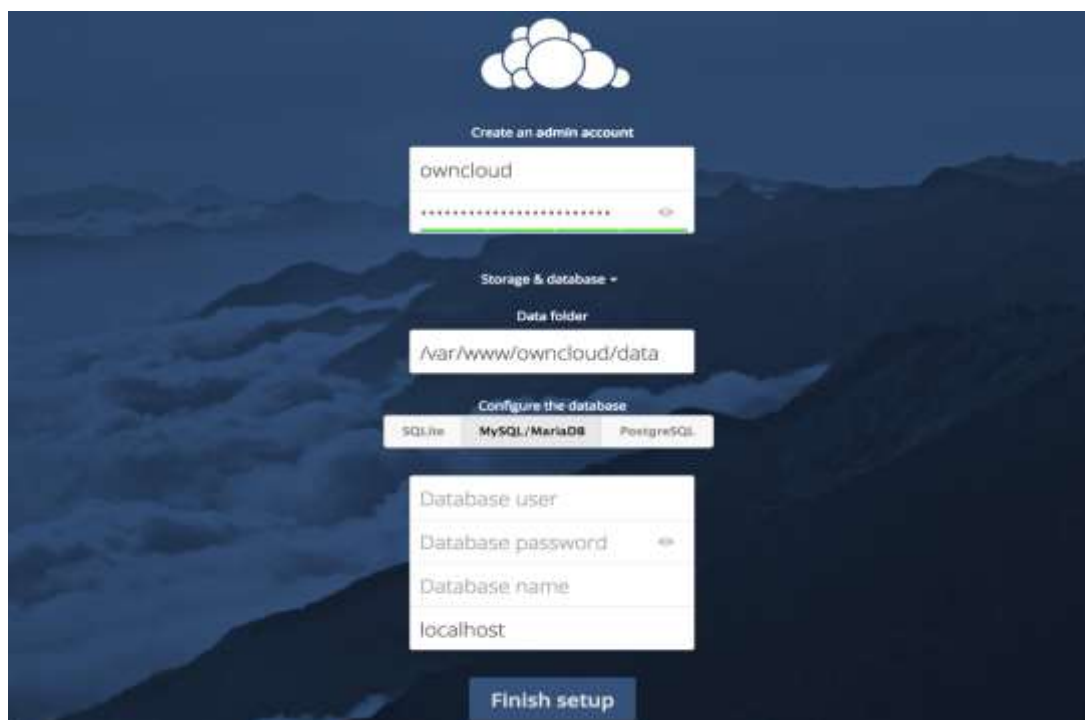 Create an admin account
owncloud
••••••••••••••••••••••••
Storage & database
Data folder
/var/www/owncloud/data
Configure the database
SQLite MySQL/MariaDB PostgreSQL
Database user
Database password
Database name
localhost
Finish setup